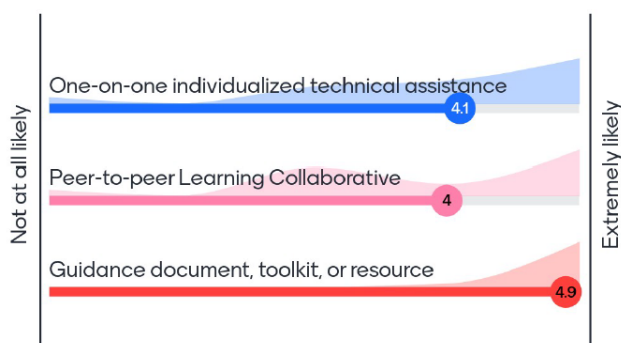 Not at all likely
One-on-one individualized technical assistance
4.1
Peer-to-peer Learning Collaborative
4
Guidance document, toolkit, or resource
4.9
Extremely likely